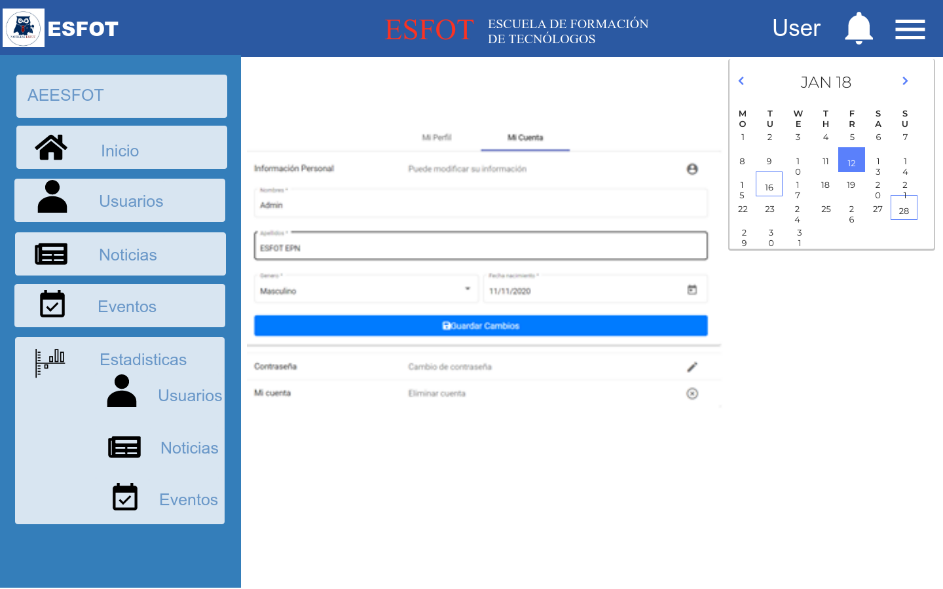 ESFOT
ESFOT
ESCUELA DE FORMACIÓN
DE TECNÓLOGOS
User
AEESFOT
Inicio
Usuarios
Noticias
Eventos
Estadisticas
Usuarios
Noticias
Eventos
Mi Perfil
Mi Cuenta
Información Personal
Puede modificar su información
Nombres *
Admin
Apellidos *
ESFOT EPN
Genero *
Masculino
Fecha nacimiento *
11/11/2020
Guardar Cambios
Contraseña
Cambio de contraseña
Mi cuenta
Eliminar cuenta
JAN 18
MO TU WE TH FR SA SU
1 2 3 4 5 6 7
8 9 10 11 12 13 14
15 16 17 18 19 20 21
22 23 24 25 26 27 28
29 30 31